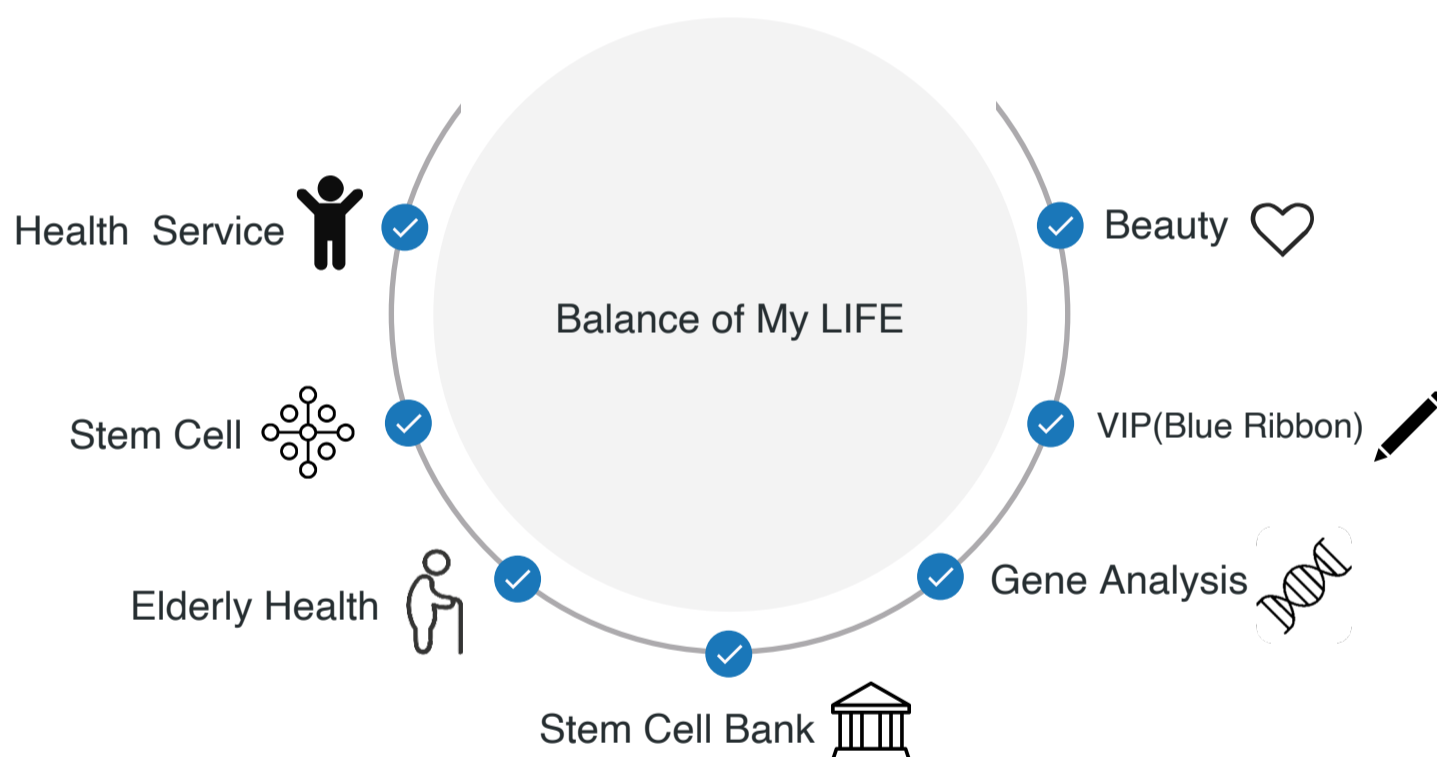 Health  Service
Beauty
Balance of My LIFE
Stem Cell
VIP(Blue Ribbon)
Elderly Health
Gene Analysis
Stem Cell Bank